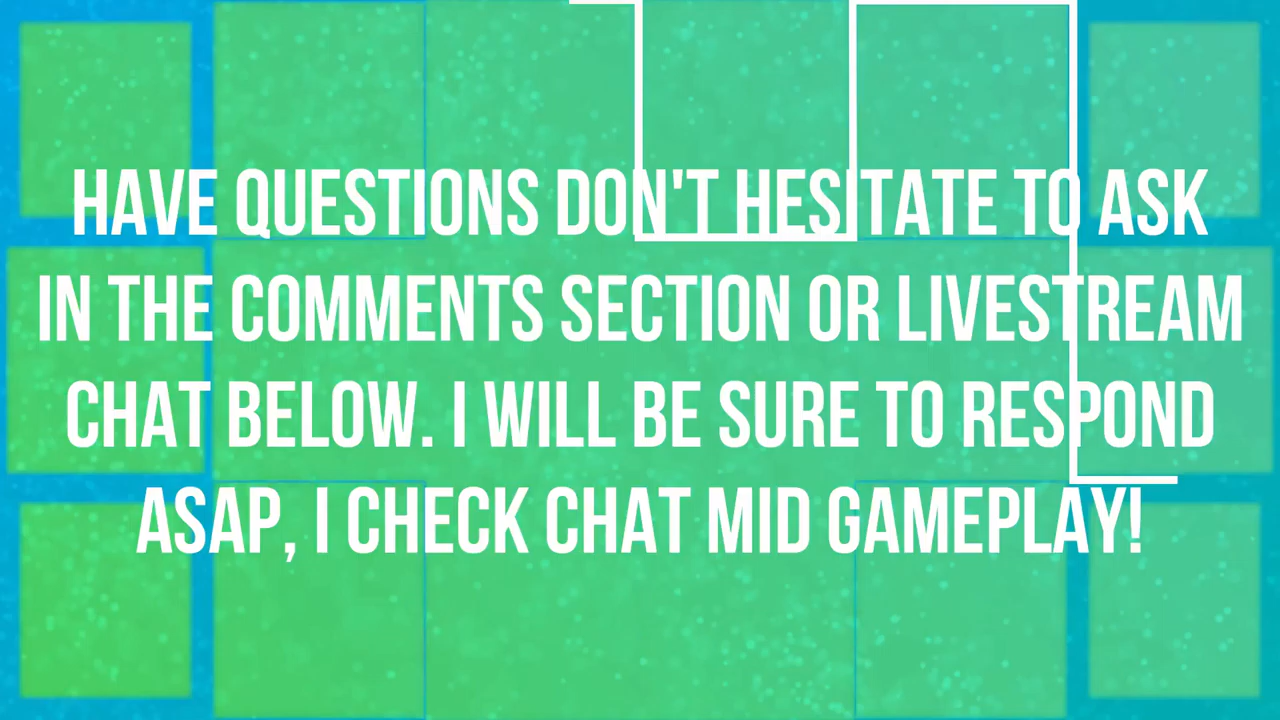 HAVE QUESTIONS DON'T HESITATE TO ASK
IN THE COMMENTS SECTION OR LIVESTREAM
CHAT BELOW. I WILL BE SURE TO RESPOND
ASAP, I CHECK CHAT MID GAMEPLAY!